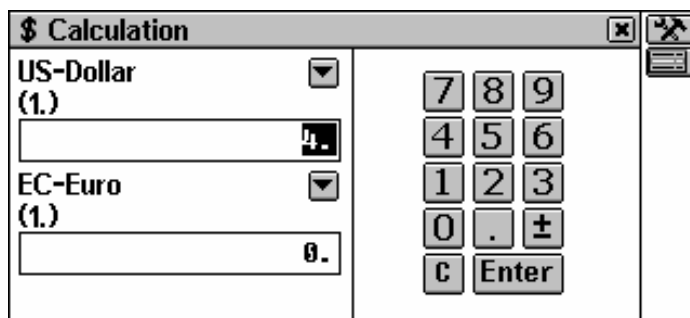 $ Calculation
US-Dollar
(1.)
4.
EC-Euro
(1.)
0.
7 8 9
4 5 6
1 2 3
0 . ±
C Enter